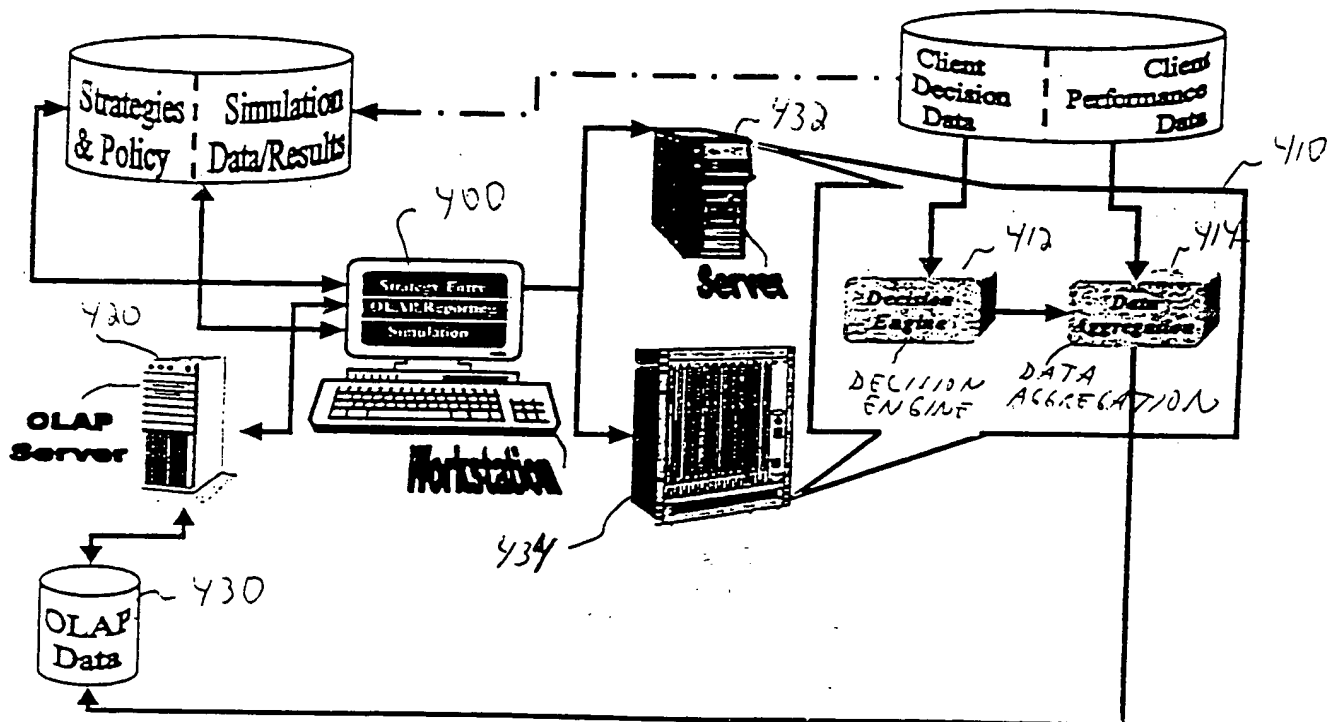 Strategies
& Policy
Simulation
Data/Results
Client
Decision
Data
Client
Performance
Data
432
410
400
412
414
Strategy Entry
OLAP Reporting
Simulation
Server
Decision
Engine
Data
Aggregation
420
DECISION
ENGINE
DATA
AGGREGATION
OLAP
Server
Workstation
434
430
OLAP
Data